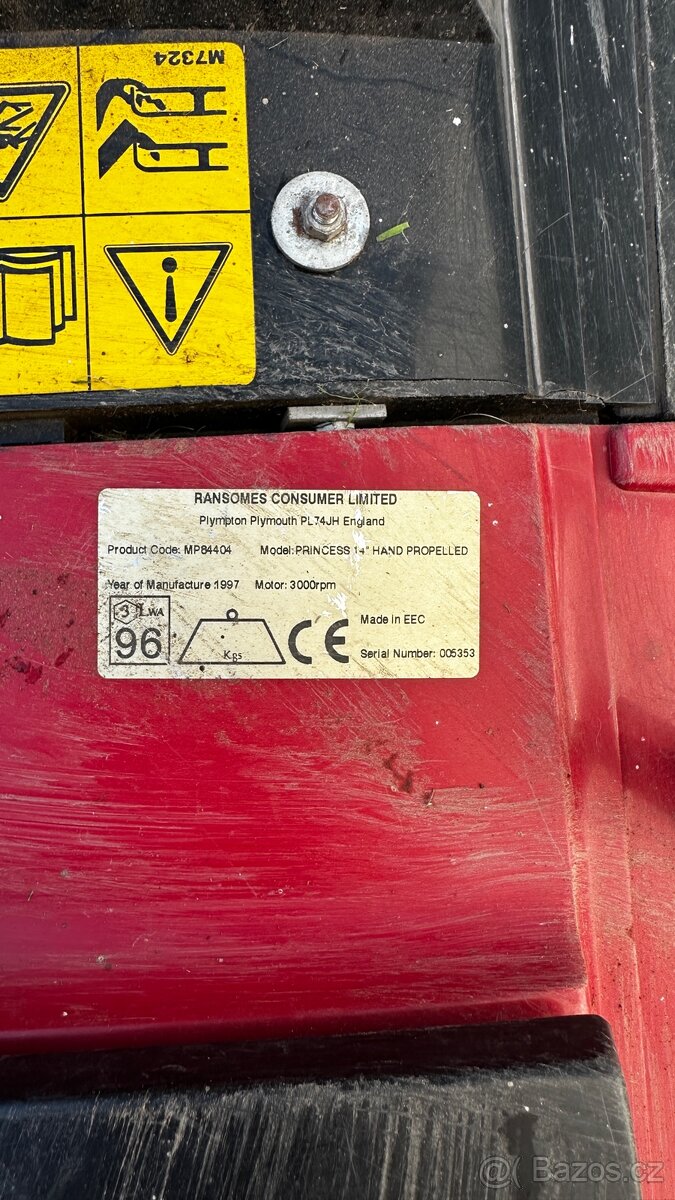 M7324
RANSOMES CONSUMER LIMITED
Plympton Plymouth PL74JH England
Product Code: MP84404 Model: PRINCESS 14" HAND PROPELLED
Year of Manufacture 1997 Motor: 3000rpm
LWA
96
Kgs
CE
Made in EEC
Serial Number: 005353
© Bazos.cz